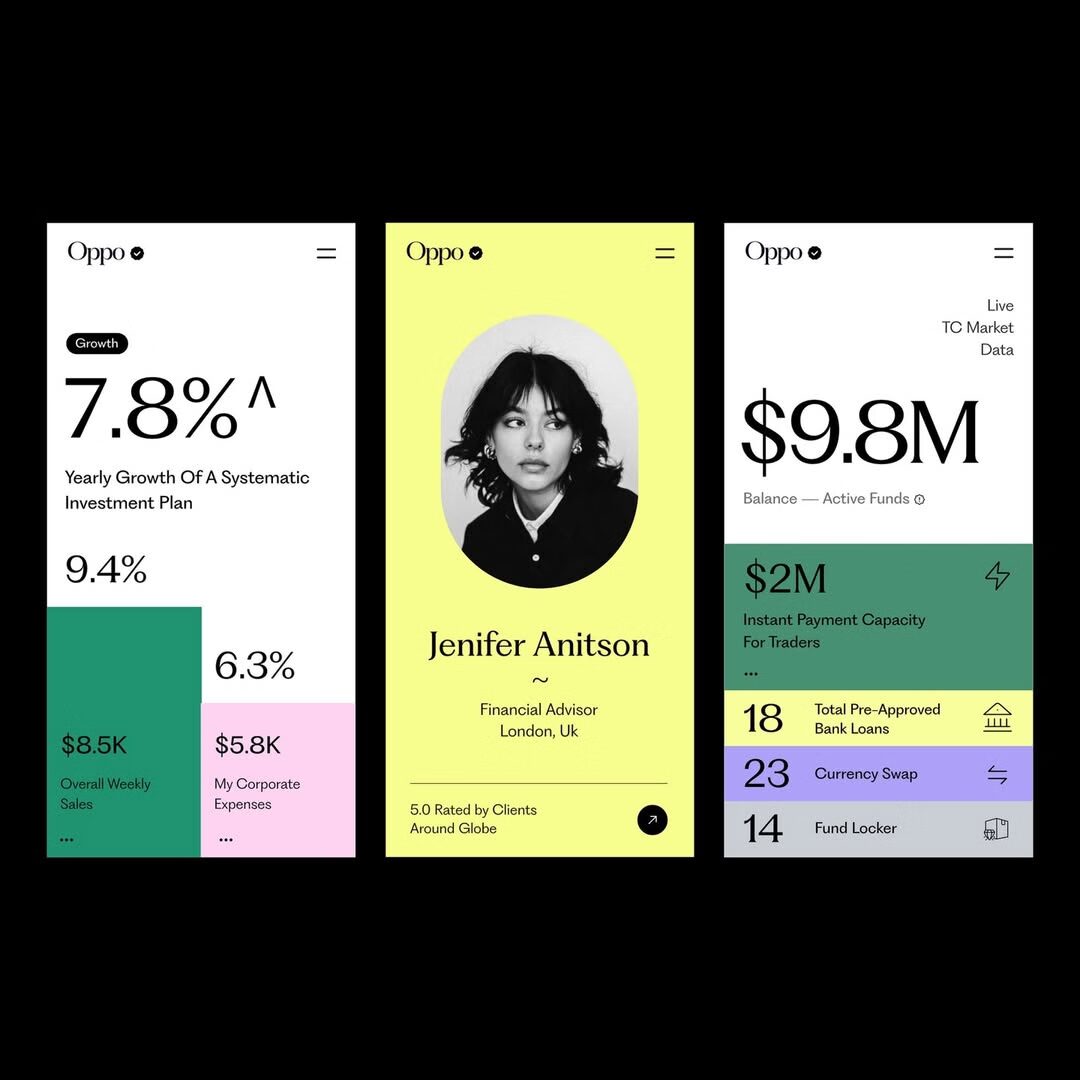 Oppo
Growth
7.8%^
Yearly Growth Of A Systematic
Investment Plan
9.4%
6.3%
$8.5K
Overall Weekly
Sales
...
$5.8K
My Corporate
Expenses
...
Oppo
Jenifer Anitson
~
Financial Advisor
London, Uk
5.0 Rated by Clients
Around Globe
Oppo
Live
TC Market
Data
$9.8M
Balance — Active Funds
$2M
Instant Payment Capacity
For Traders
...
18
Total Pre-Approved
Bank Loans
23
Currency Swap
14
Fund Locker